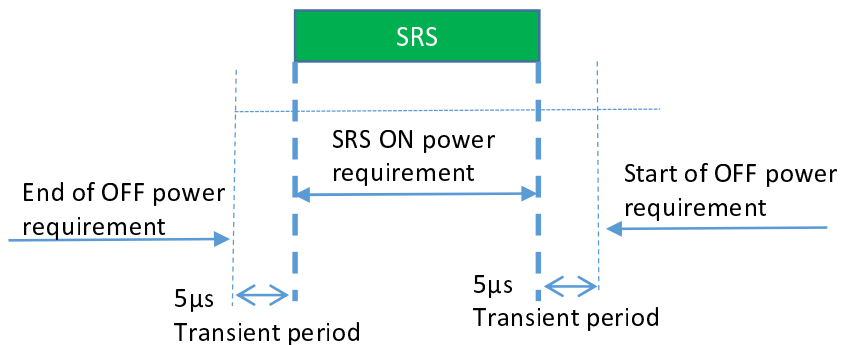 SRS
SRS ON power
requirement
End of OFF power
requirement
Start of OFF power
requirement
5µs
Transient period
5µs
Transient period